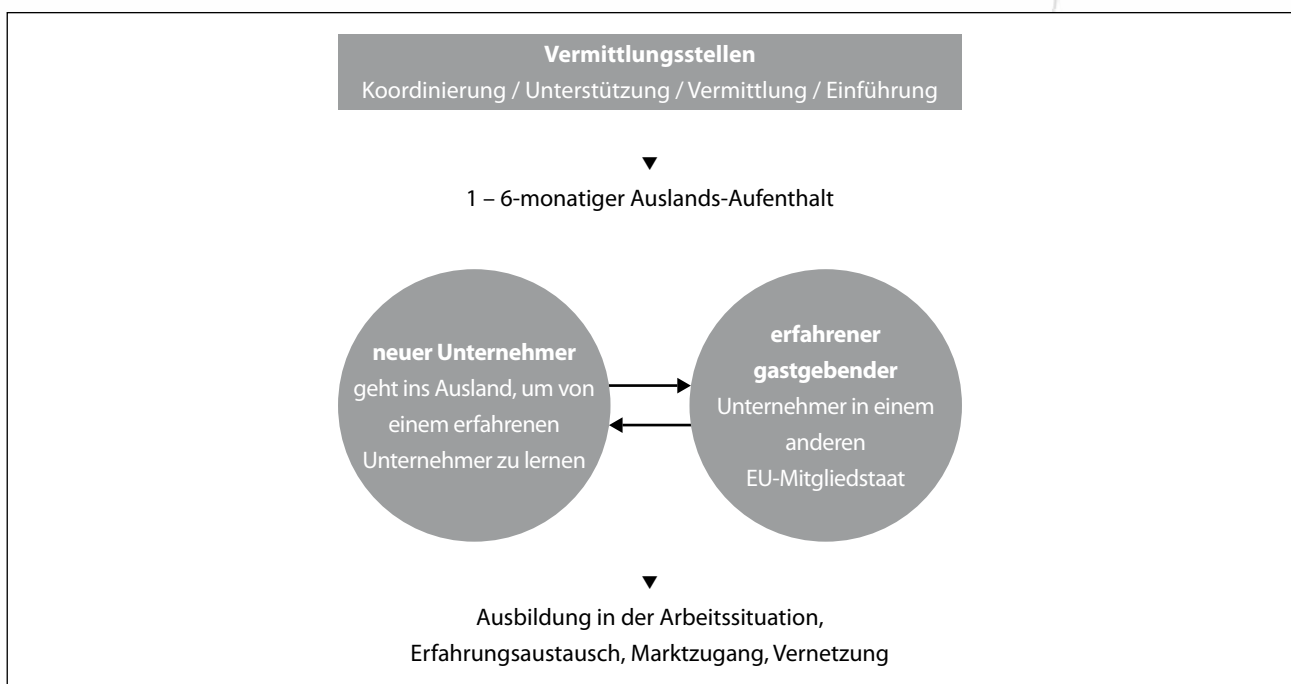 Vermittlungsstellen
Koordinierung / Unterstützung / Vermittlung / Einführung
▼
1 – 6-monatiger Auslands-Aufenthalt
neuer Unternehmer
geht ins Ausland, um von
einem erfahrenen
Unternehmer zu lernen
erfahrener
gastgebender
Unternehmer in einem
anderen
EU-Mitgliedstaat
▼
Ausbildung in der Arbeitssituation,
Erfahrungsaustausch, Marktzugang, Vernetzung